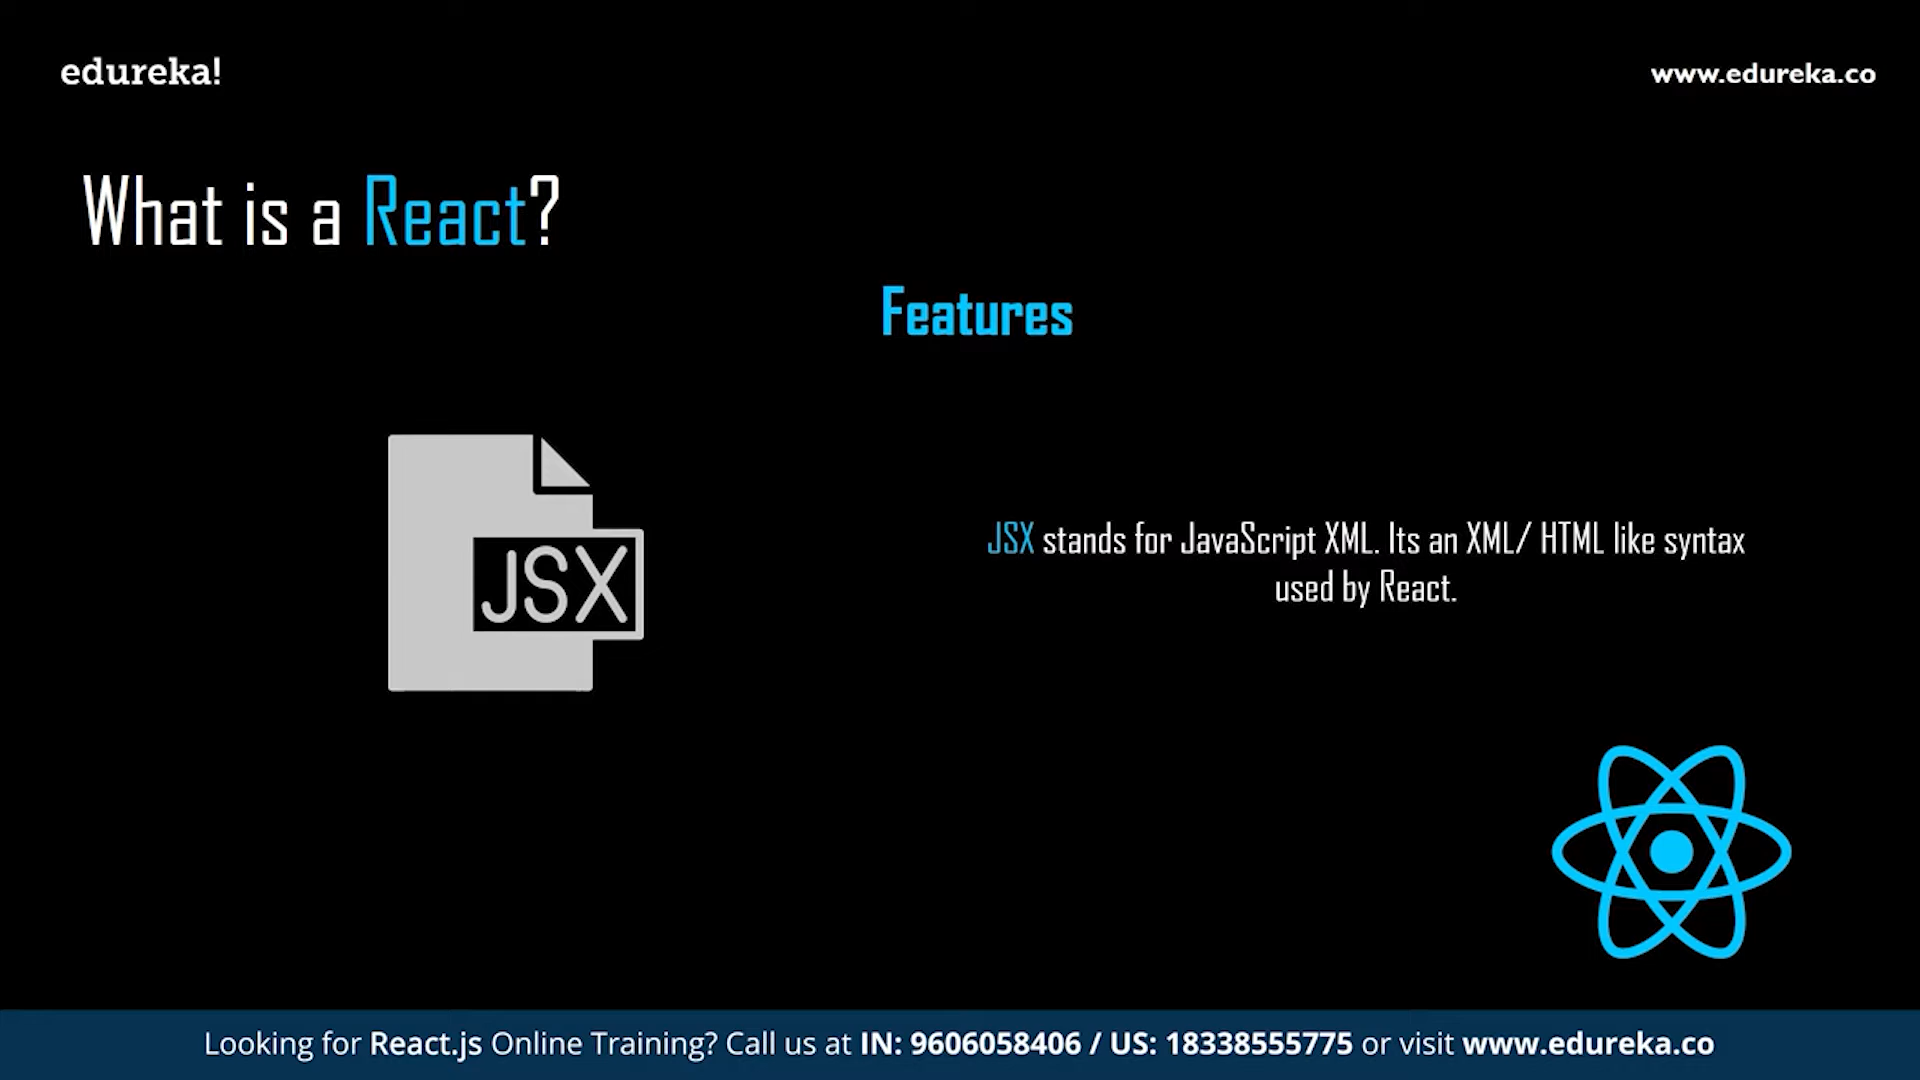 edureka!
www.edureka.co
What is a React?
Features
JSX
JSX stands for JavaScript XML. Its an XML/ HTML like syntax
used by React.
Looking for React.js Online Training? Call us at IN: 9606058406 / US: 18338555775 or visit www.edureka.co